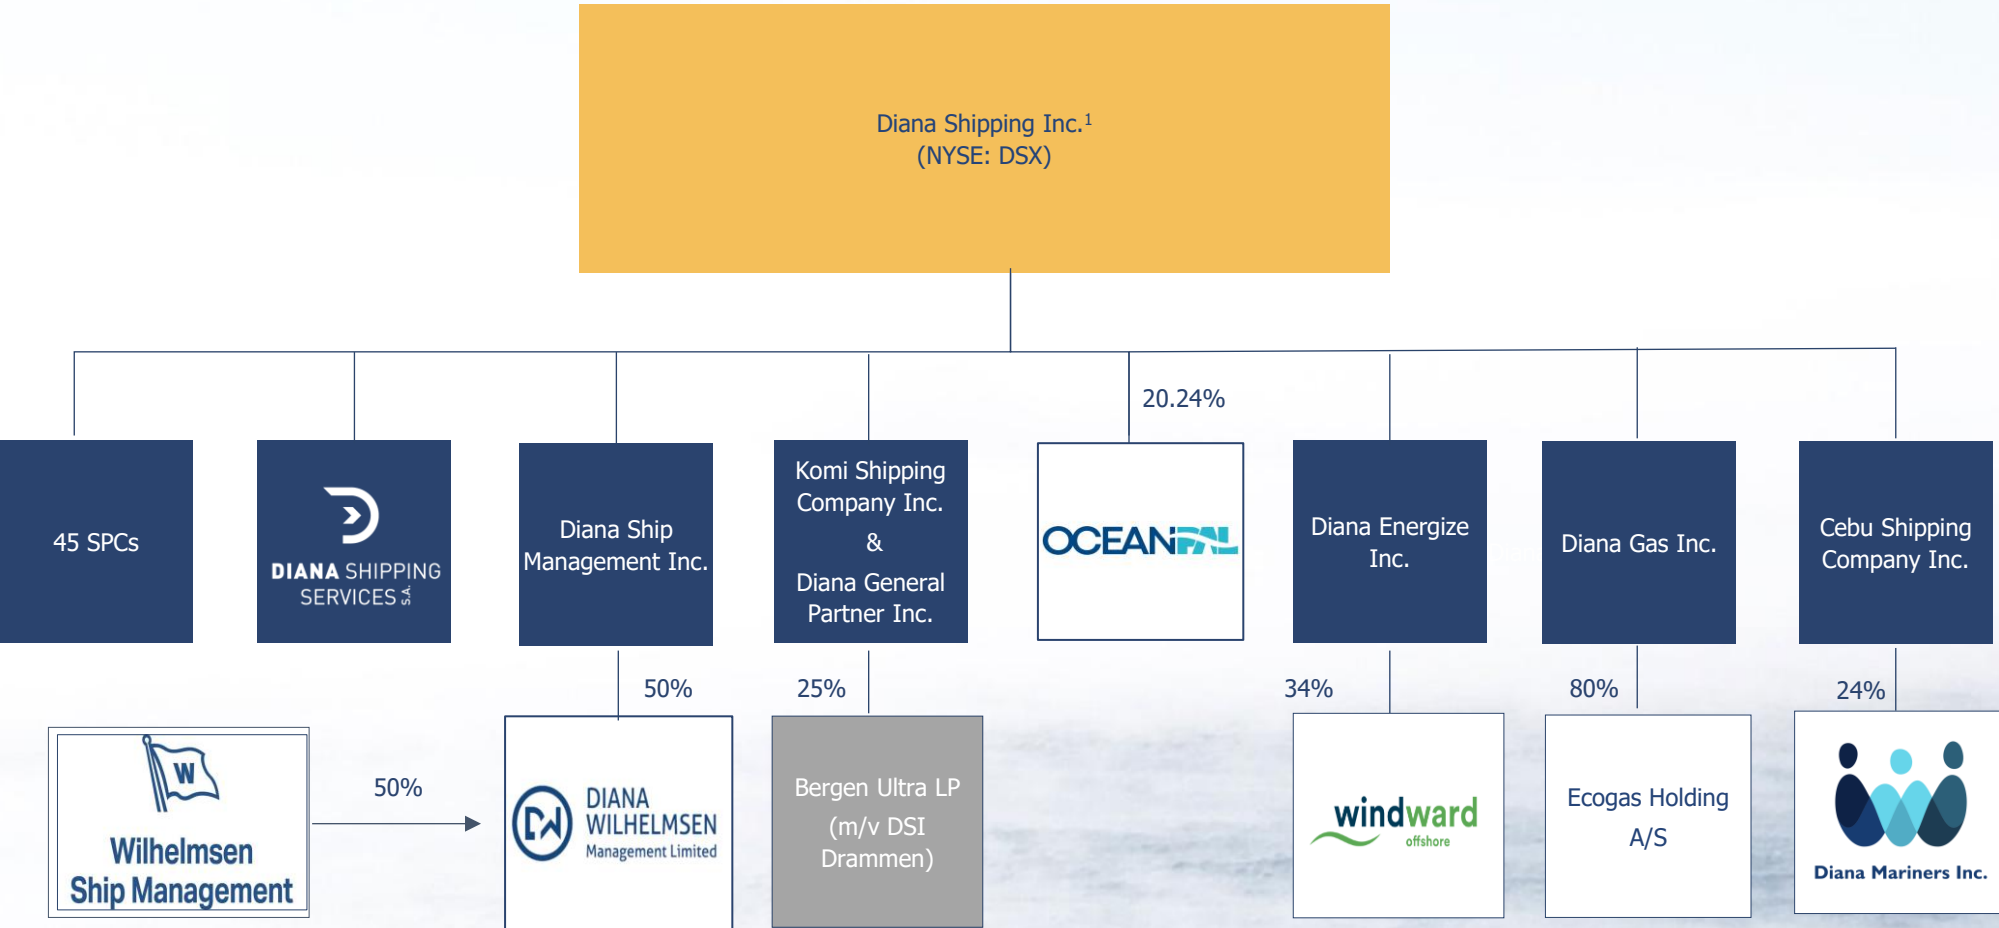 Diana Shipping Inc.¹
(NYSE: DSX)
20.24%
45 SPCs
DIANA SHIPPING
SERVICES S.A.
Diana Ship
Management Inc.
Komi Shipping
Company Inc.
&
Diana General
Partner Inc.
OCEANPAL
Diana Energize
Inc.
Diana Gas Inc.
Cebu Shipping
Company Inc.
50%
25%
34%
80%
24%
W
Wilhelmsen
Ship Management
50%
DW
DIANA
WILHELMSEN
Management Limited
Bergen Ultra LP
(m/v DSI
Drammen)
windward
offshore
Ecogas Holding
A/S
Diana Mariners Inc.